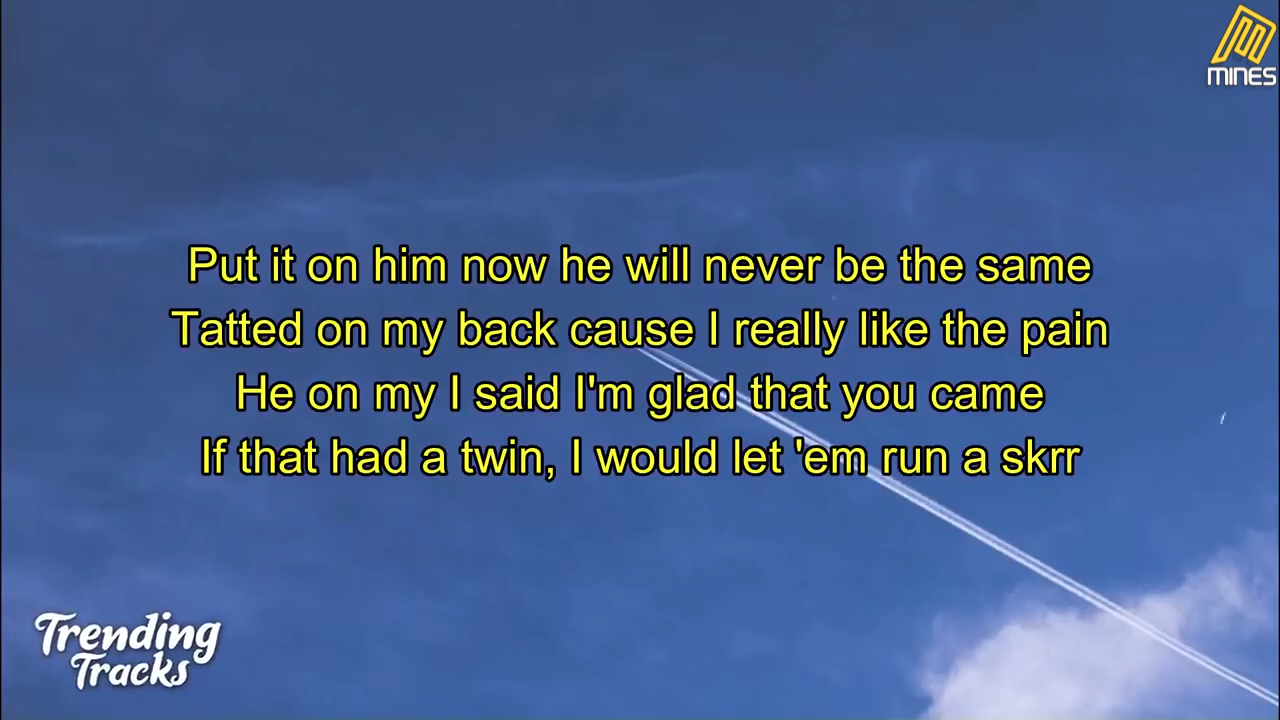 MINES
Put it on him now he will never be the same
Tatted on my back cause I really like the pain
He on my I said I'm glad that you came
If that had a twin, I would let 'em run a skrr
Trending
Tracks